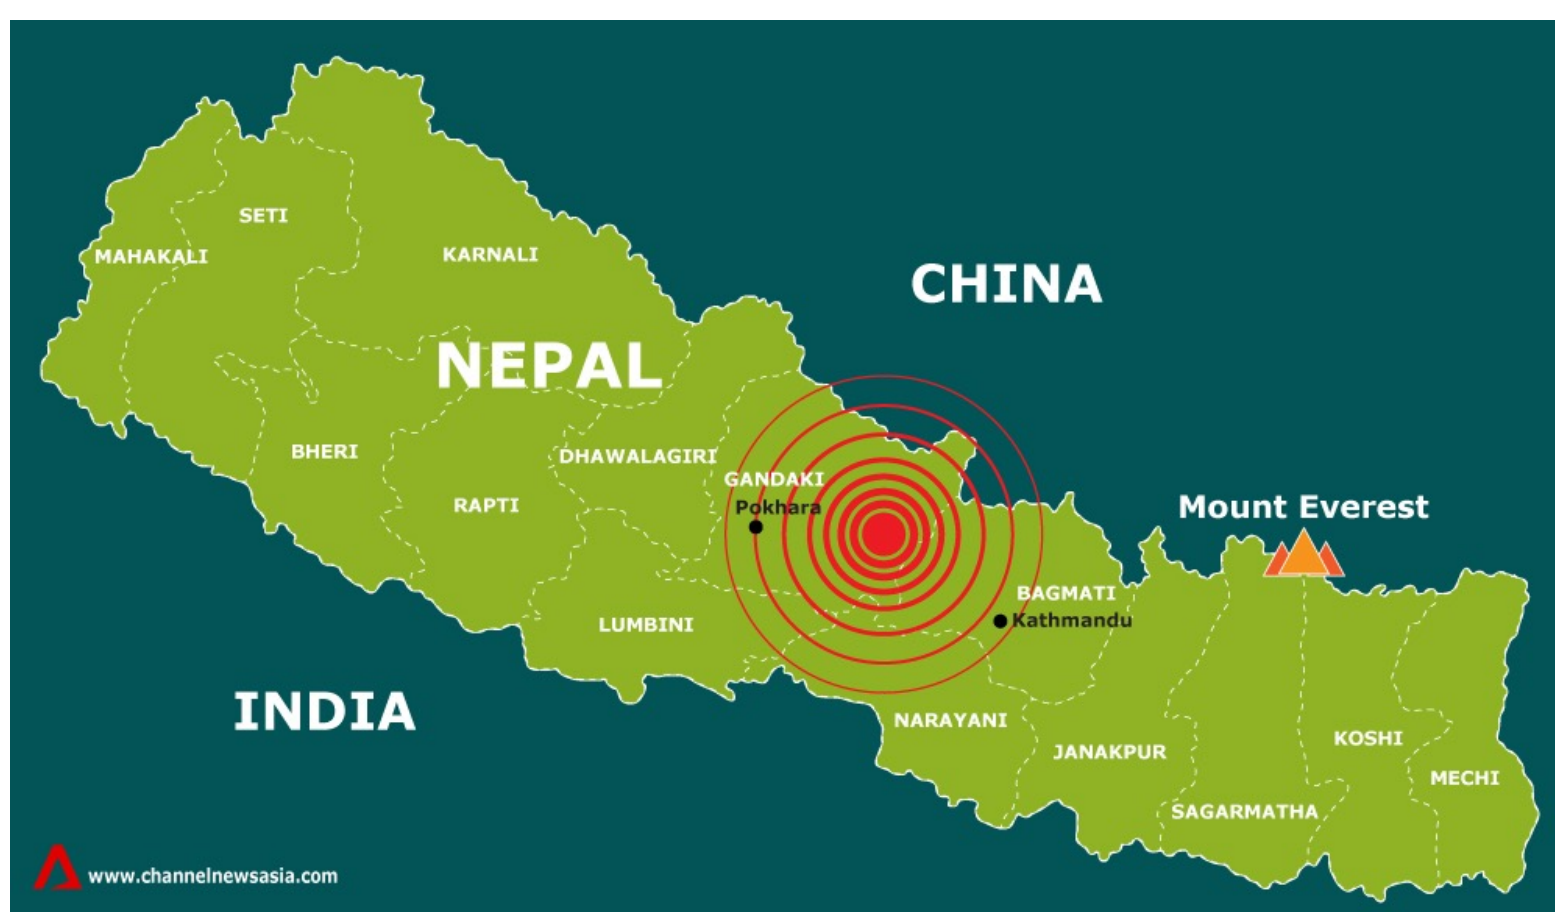 SETI
MAHAKALI
KARNALI
CHINA
NEPAL
BHERI
DHAWALAGIRI
GANDAKI
RAPTI
Pokhara
Mount Everest
BAGMATI
LUMBINI
Kathmandu
INDIA
NARAYANI
KOSHI
JANAKPUR
MECHI
SAGARMATHA
www.channelnewsasia.com